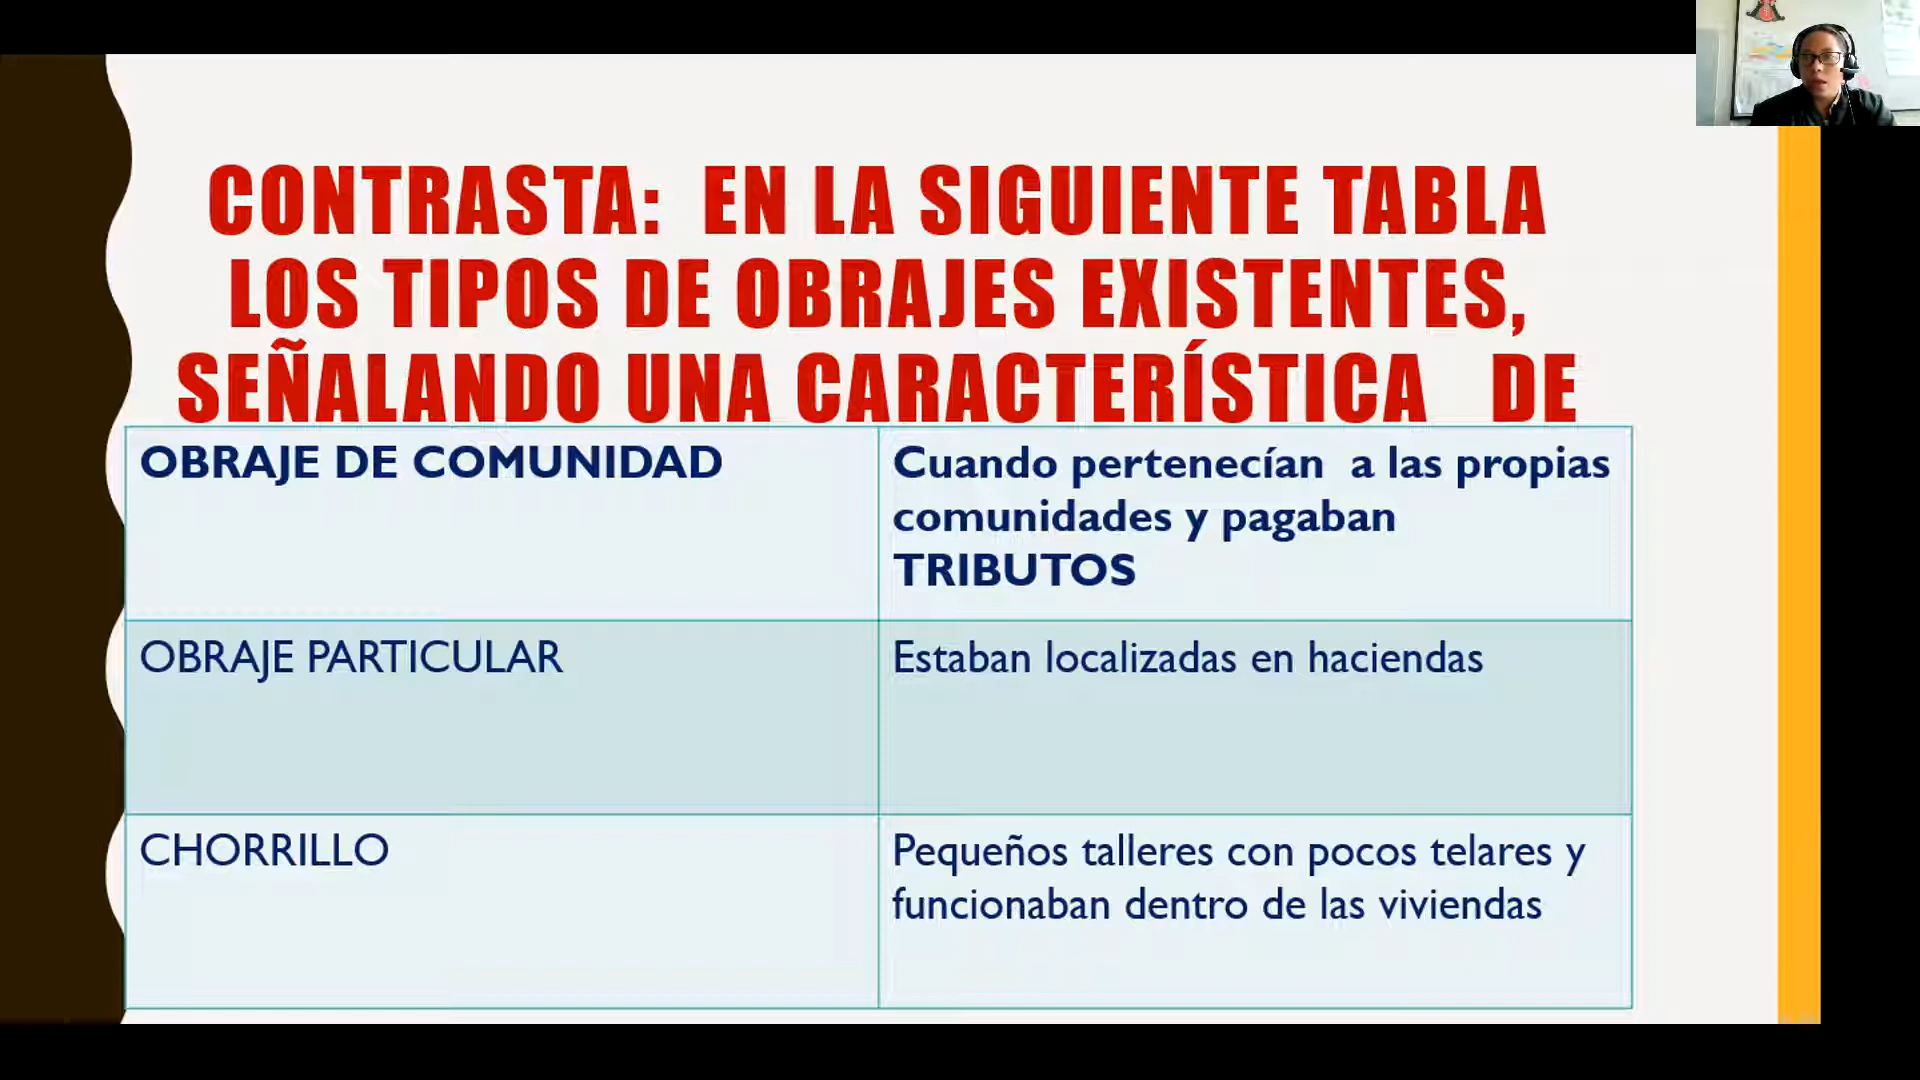 CONTRASTA: EN LA SIGUIENTE TABLA
LOS TIPOS DE OBRAJES EXISTENTES,
SEÑALANDO UNA CARACTERÍSTICA DE
OBRAJE DE COMUNIDAD
Cuando pertenecían a las propias
comunidades y pagaban
TRIBUTOS
OBRAJE PARTICULAR
Estaban localizadas en haciendas
CHORRILLO
Pequeños talleres con pocos telares y
funcionaban dentro de las viviendas